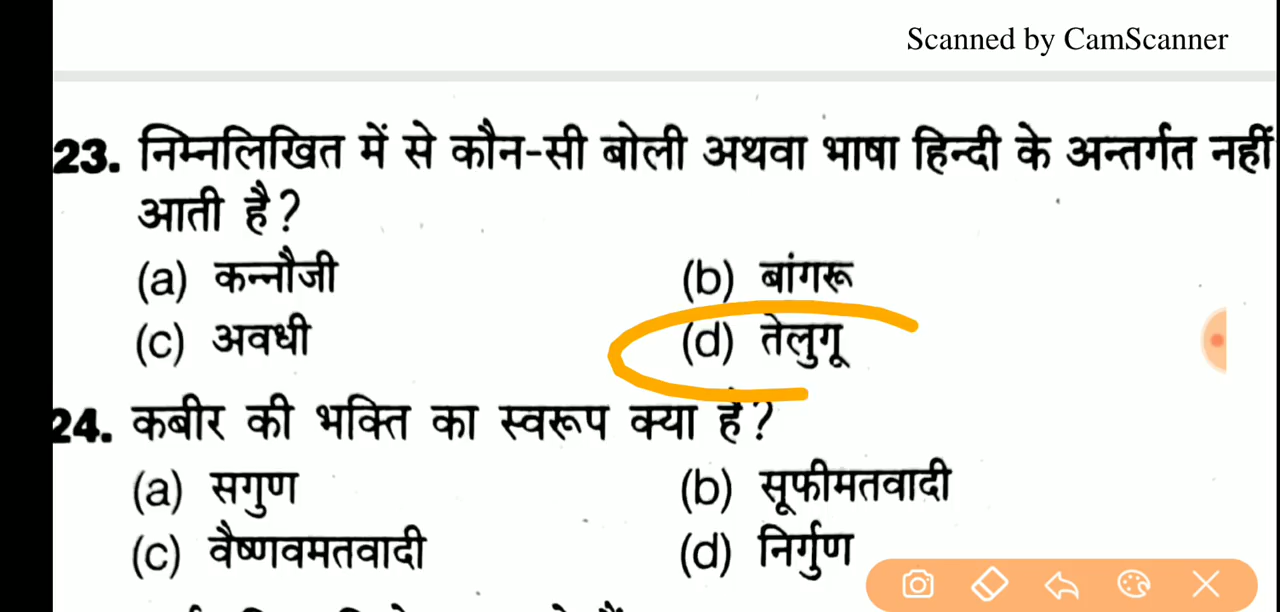 Scanned by CamScanner
23. निम्नलिखित में से कौन-सी बोली अथवा भाषा हिन्दी के अन्तर्गत नहीं
आती है?
(a) कन्नौजी (b) बांगरू
(c) अवधी (d) तेलुगू
24. कबीर की भक्ति का स्वरूप क्या है?
(a) सगुण (b) सूफीमतवादी
(c) वैष्णवमतवादी (d) निर्गुण